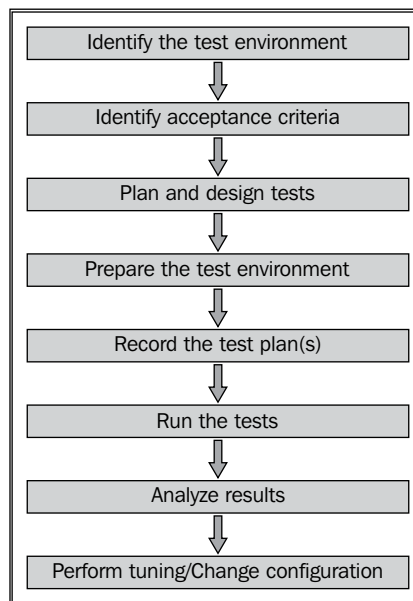 Identify the test environment
Identify acceptance criteria
Plan and design tests
Prepare the test environment
Record the test plan(s)
Run the tests
Analyze results
Perform tuning/Change configuration